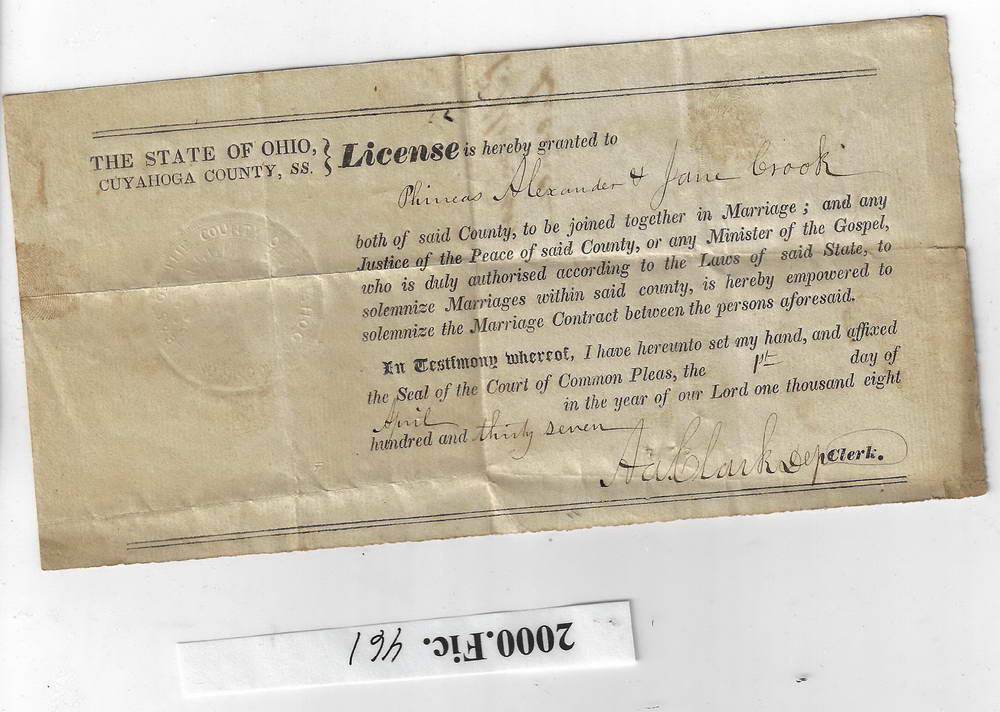 THE STATE OF OHIO,
CUYAHOGA COUNTY, SS.
License is hereby granted to
Phineas Alexander & Jane Crook
both of said County, to be joined together in Marriage; and any
Justice of the Peace of said County, or any Minister of the Gospel,
who is duly authorised according to the Laws of said State, to
solemnize Marriages within said county, is hereby empowered to
solemnize the Marriage Contract between the persons aforesaid.
In Testimony whereof, I have hereunto set my hand, and affixed
the Seal of the Court of Common Pleas, the 1st day of
April in the year of our Lord one thousand eight
hundred and thirty seven
Clark Dep Clerk.
2000.Fic. 461